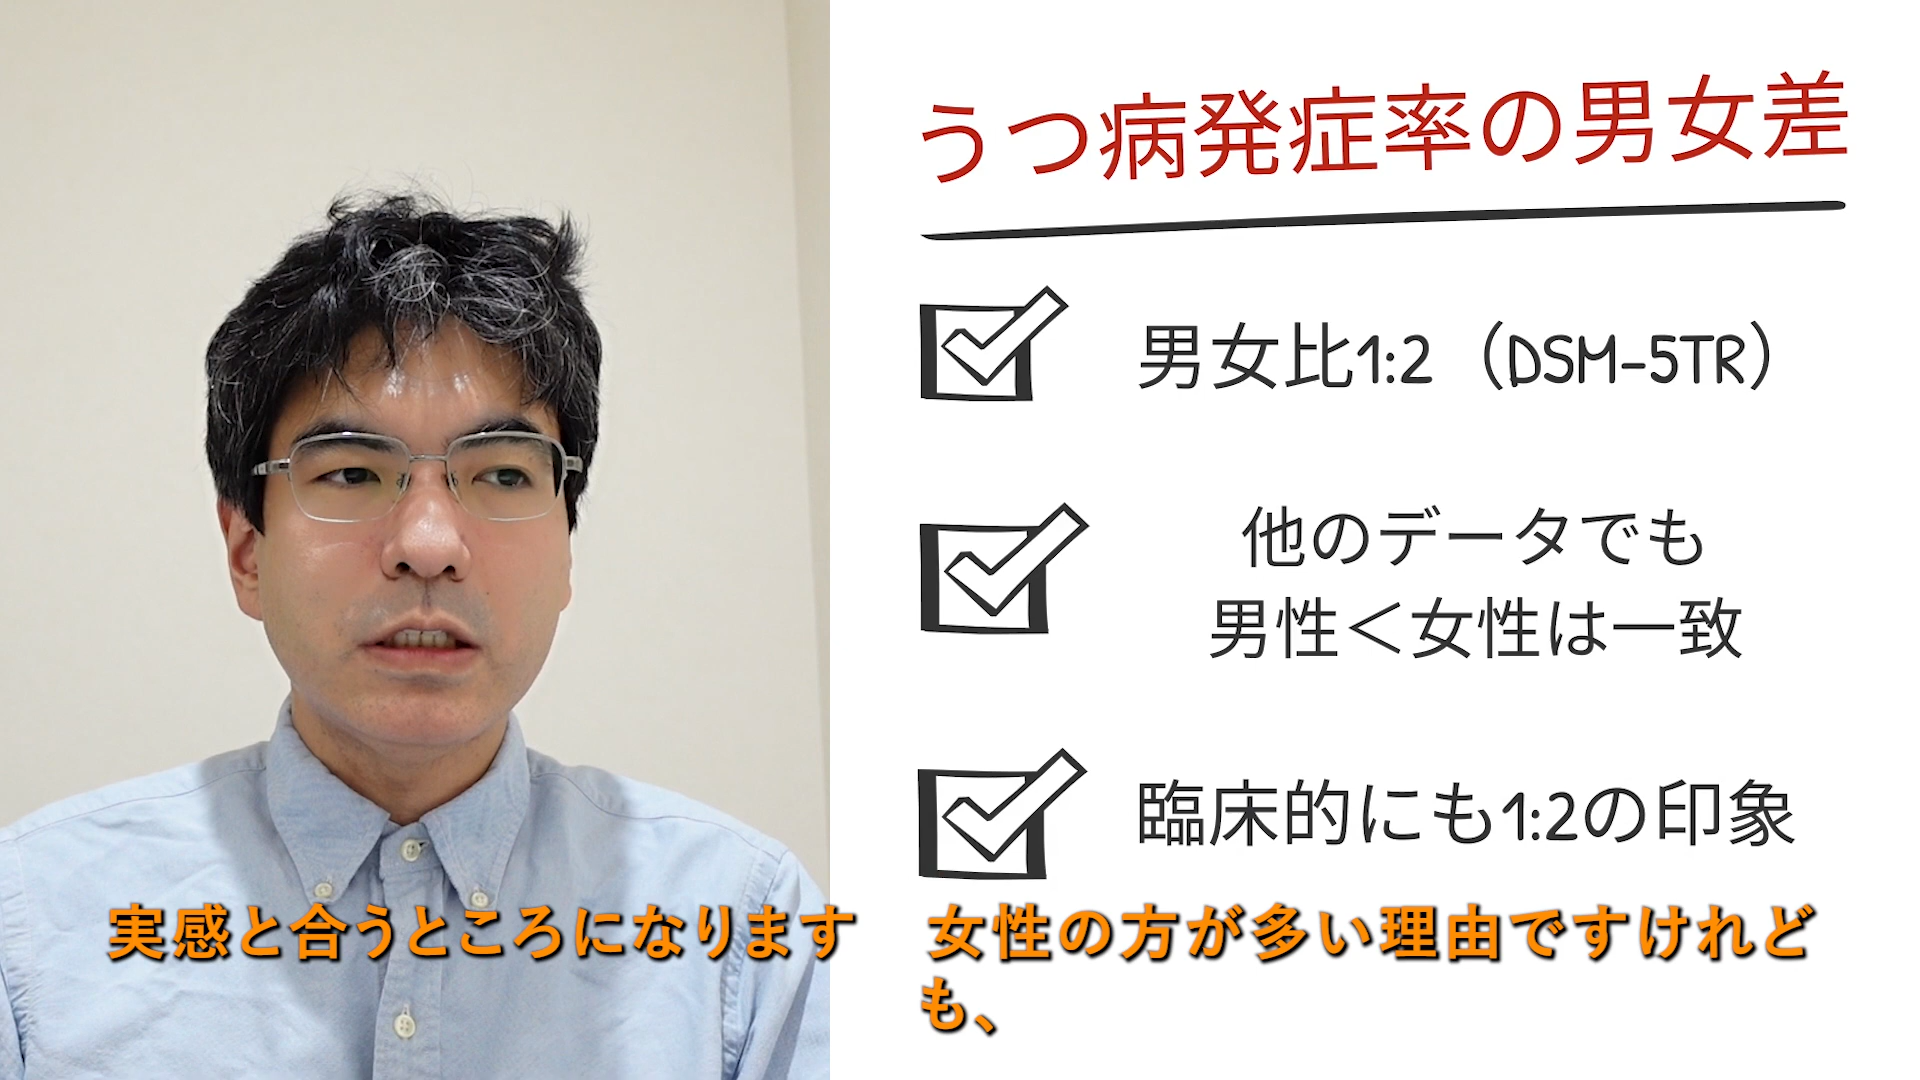 うつ病発症率の男女差
男女比1:2（DSM-5TR）
他のデータでも
男性＜女性は一致
臨床的にも1:2の印象
実感と合うところになります　女性の方が多い理由ですけれど
も、